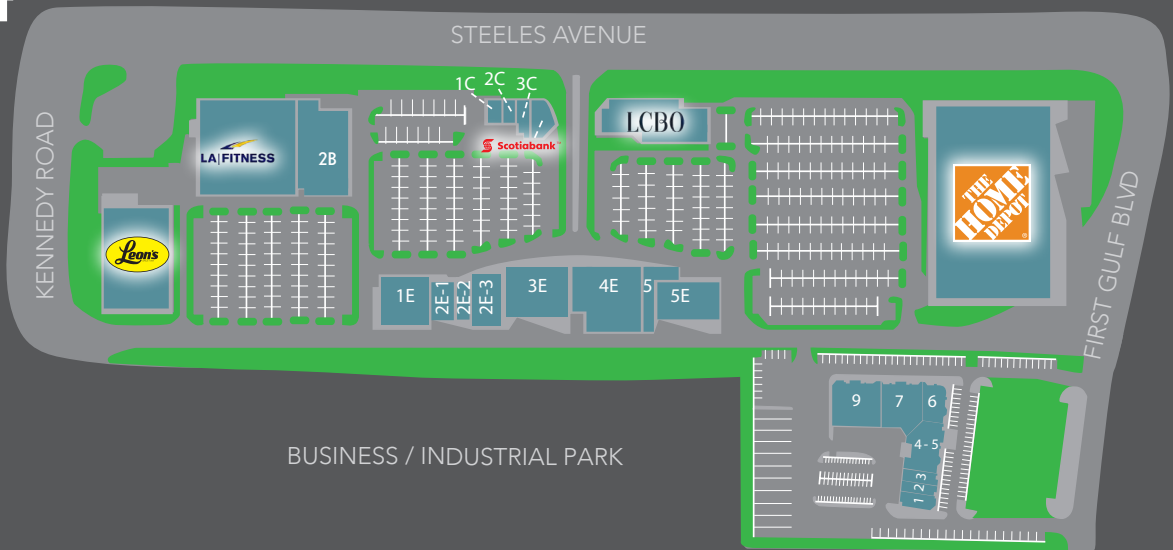 STEELES AVENUE
KENNEDY ROAD
FIRST GULF BLVD
1C
2C
3C
LA|FITNESS
2B
Scotiabank
LCBO
THE
HOME
DEPOT
Leon's
1E
2E-1
2E-2
2E-3
3E
4E
5
5E
BUSINESS / INDUSTRIAL PARK
9
7
6
4 - 5
3
2
1